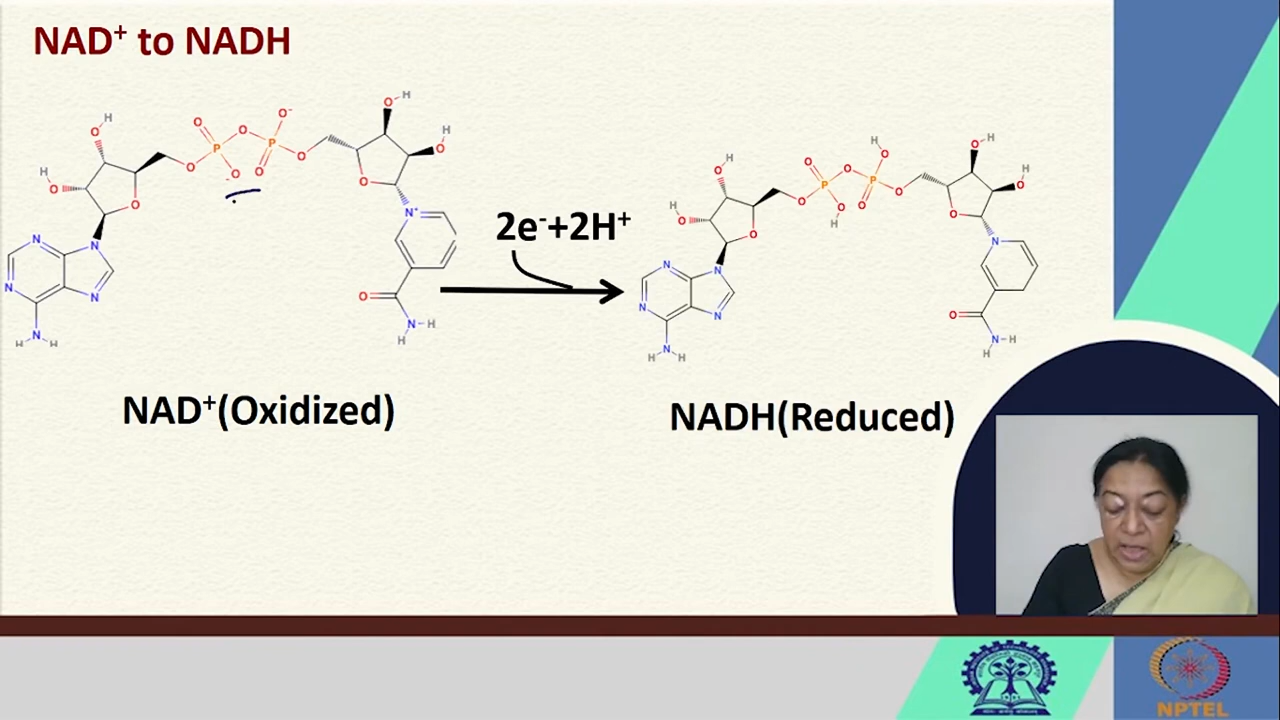 NAD⁺ to NADH
2e⁻+2H⁺
NAD⁺(Oxidized)
NADH(Reduced)
NPTEL